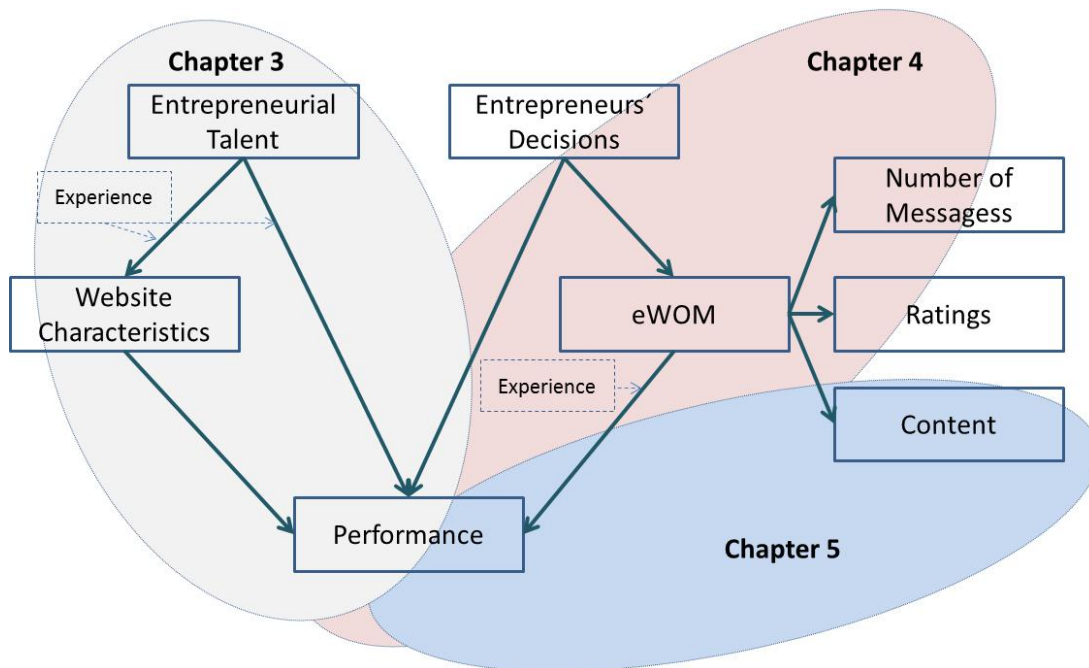 Chapter 3
Chapter 4
Entrepreneurial
Talent
Entrepreneurs´
Decisions
Number of
Messagess
Experience
Website
Characteristics
eWOM
Ratings
Experience
Content
Performance
Chapter 5